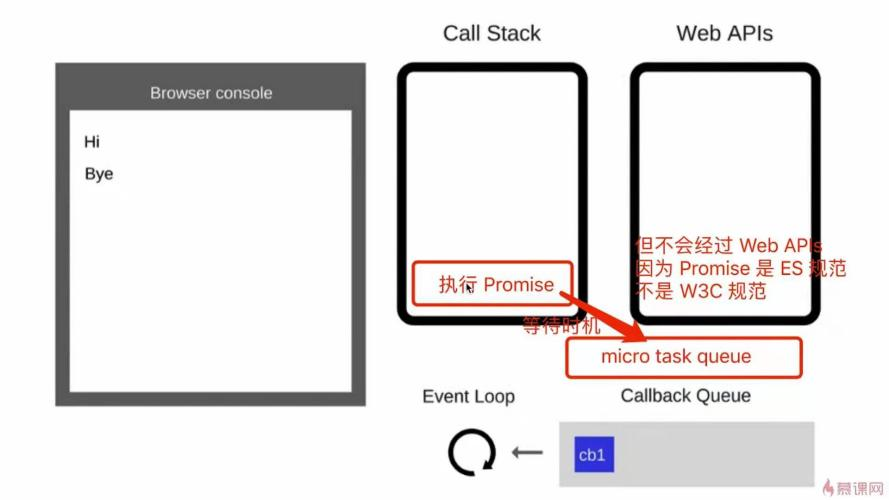 Call Stack
Web APIs
Browser console
Hi
Bye
但不会经过 Web APIs
因为 Promise 是 ES 规范
不是 W3C 规范
执行 Promise
等待时机
micro task queue
Event Loop
Callback Queue
cb1
慕课网